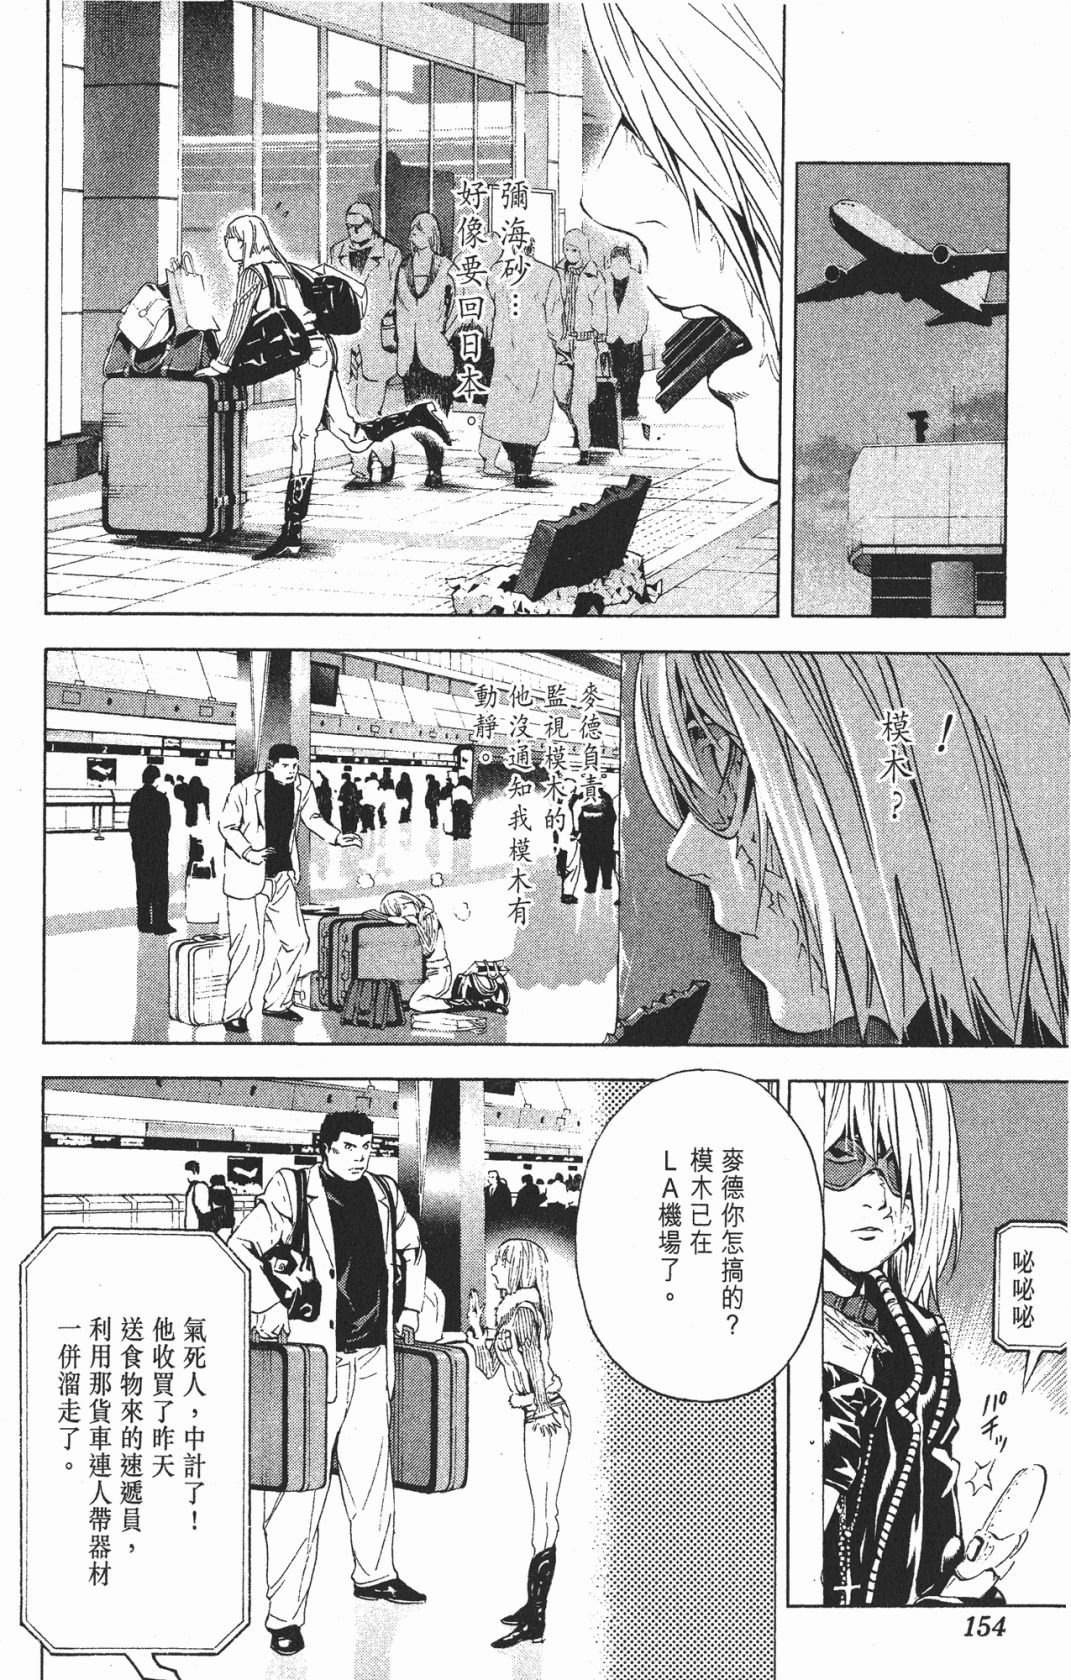 彌海砂…
好像要回日本。
！
模木？
麥德負責
監視模木的，
他沒通知我模木有
動靜。
咇咇咇
パチッ
麥德你怎搞的？
模木已在
ＬＡ機場了。
氣死人，中計了！
他收買了昨天
送食物來的速遞員，
利用那貨車連人帶器材
一併溜走了。
154